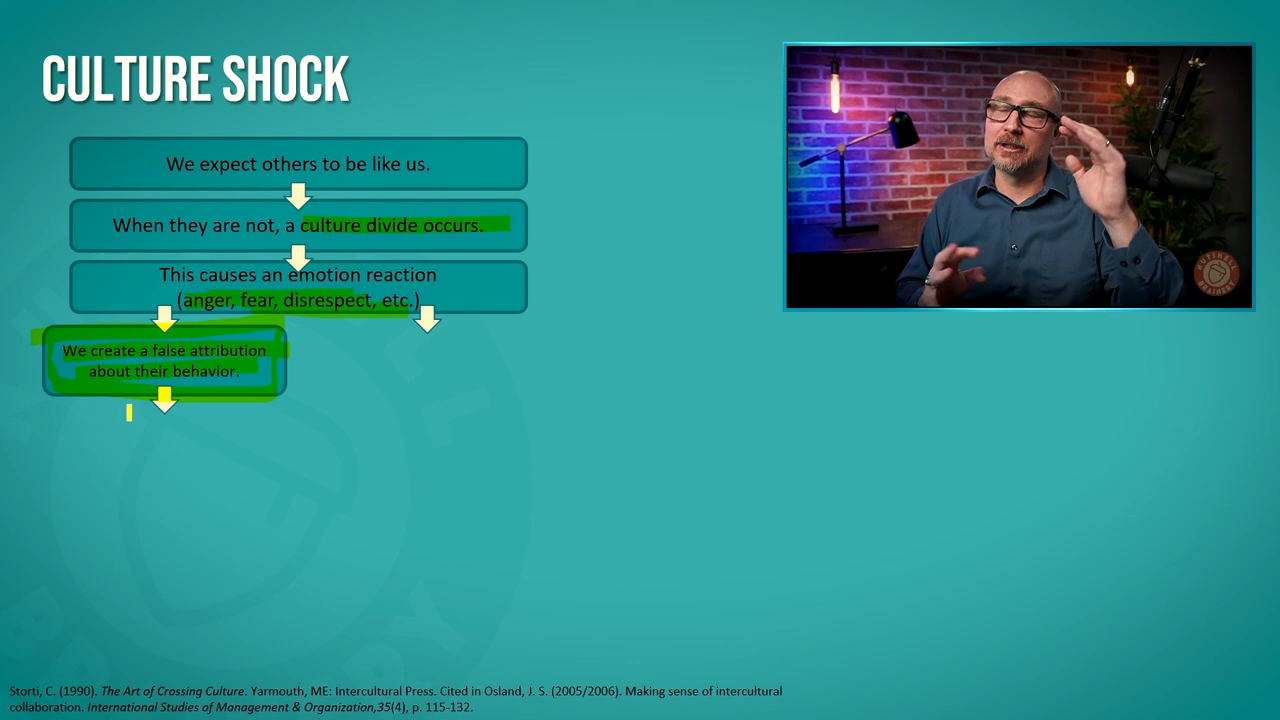 CULTURE SHOCK
We expect others to be like us.
When they are not, a culture divide occurs.
This causes an emotion reaction
(anger, fear, disrespect, etc.)
We create a false attribution
about their behavior.
NUTSHELL
BRAINERY
Storti, C. (1990). The Art of Crossing Culture. Yarmouth, ME: Intercultural Press. Cited in Osland, J. S. (2005/2006). Making sense of intercultural
collaboration. International Studies of Management & Organization,35(4), p. 115-132.